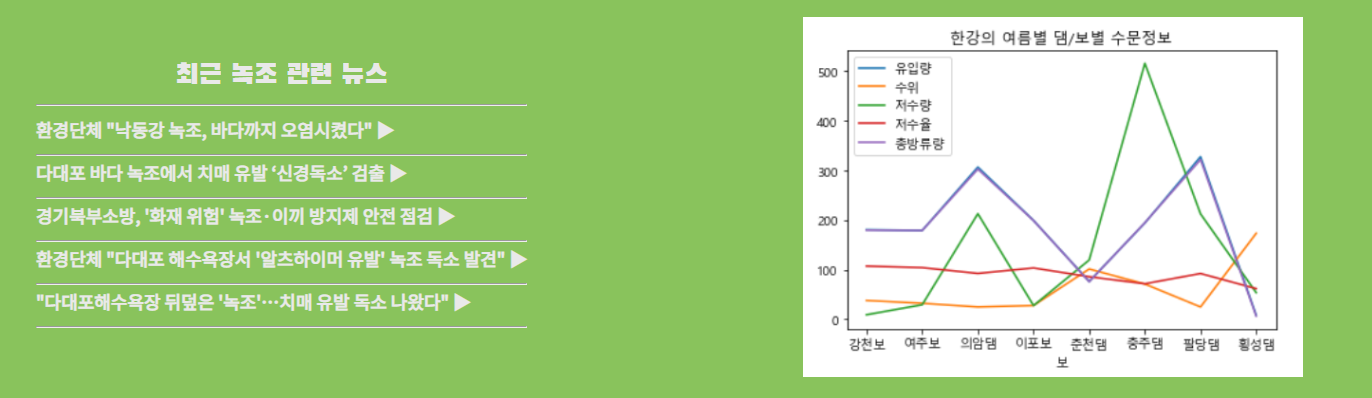 최근 녹조 관련 뉴스
환경단체 "낙동강 녹조, 바다까지 오염시켰다" ▶
다대포 바다 녹조에서 치매 유발 ‘신경독소’ 검출 ▶
경기북부소방, '화재 위험' 녹조·이끼 방지제 안전 점검 ▶
환경단체 "다대포 해수욕장서 '알츠하이머 유발' 녹조 독소 발견" ▶
"다대포해수욕장 뒤덮은 '녹조'…치매 유발 독소 나왔다" ▶
한강의 여름별 댐/보별 수문정보
유입량
수위
저수량
저수율
총방류량
500
400
300
200
100
0
강천보 여주보 의암댐 이포보 춘천댐 충주댐 팔당댐 횡성댐
보